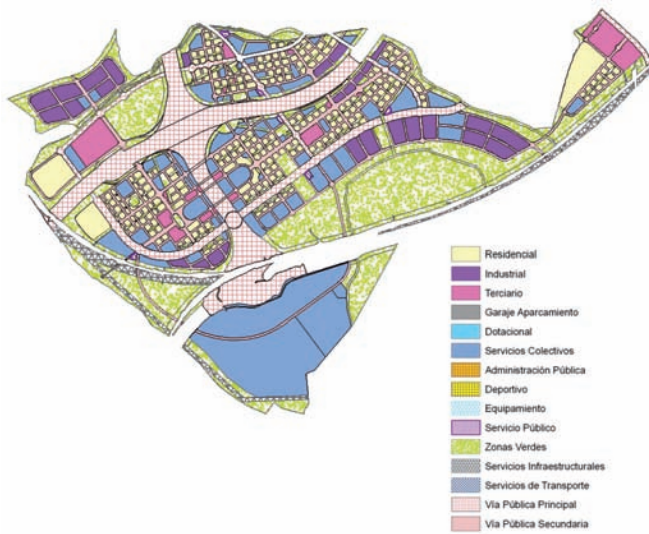 Residencial
Industrial
Terciario
Garaje Aparcamiento
Dotacional
Servicios Colectivos
Administración Pública
Deportivo
Equipamiento
Servicio Público
Zonas Verdes
Servicios Infraestructurales
Servicios de Transporte
Vía Pública Principal
Vía Pública Secundaria